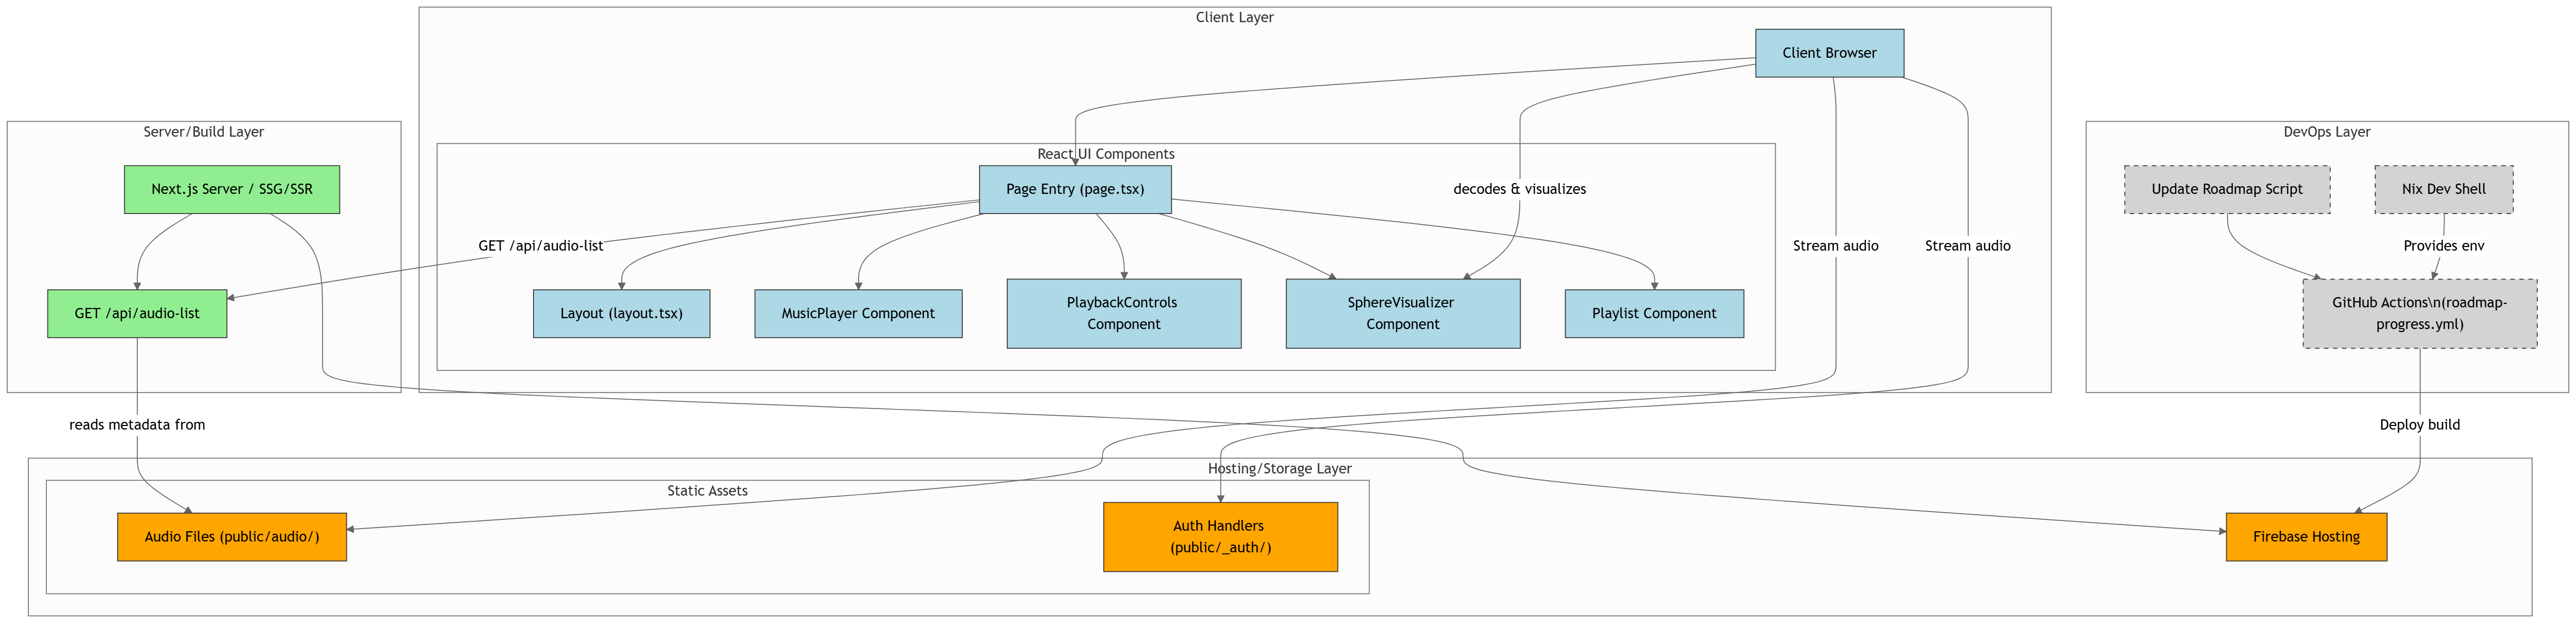 Client Layer
Client Browser
Server/Build Layer
DevOps Layer
React UI Components
Next.js Server / SSG/SSR
Page Entry (page.tsx)
decodes & visualizes
Update Roadmap Script
Nix Dev Shell
GET /api/audio-list
Stream audio
Stream audio
Provides env
GET /api/audio-list
Layout (layout.tsx)
MusicPlayer Component
PlaybackControls
Component
SphereVisualizer
Component
Playlist Component
GitHub Actions\n(roadmap-
progress.yml)
reads metadata from
Deploy build
Hosting/Storage Layer
Static Assets
Audio Files (public/audio/)
Auth Handlers
(public/_auth/)
Firebase Hosting